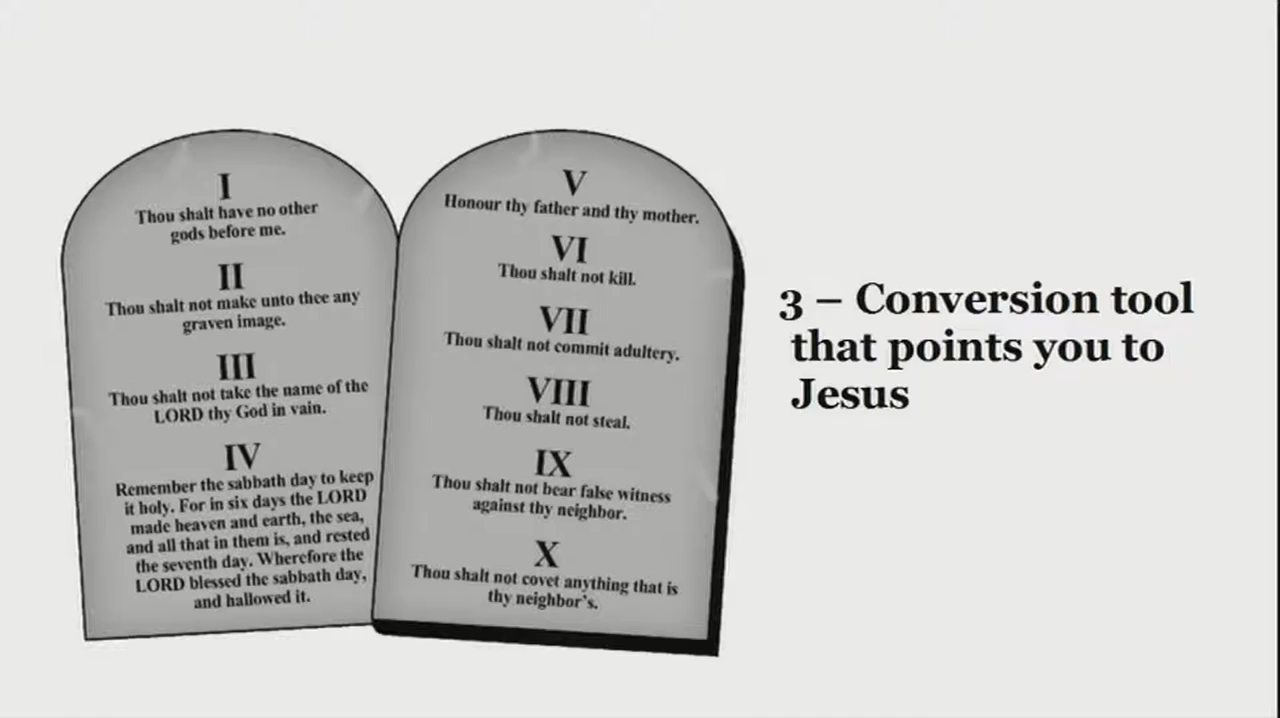 I
Thou shalt have no other
gods before me.
II
Thou shalt not make unto thee any
graven image.
III
Thou shalt not take the name of the
LORD thy God in vain.
IV
Remember the sabbath day to keep
it holy. For in six days the LORD
made heaven and earth, the sea,
and all that in them is, and rested
the seventh day. Wherefore the
LORD blessed the sabbath day,
and hallowed it.
V
Honour thy father and thy mother.
VI
Thou shalt not kill.
VII
Thou shalt not commit adultery.
VIII
Thou shalt not steal.
IX
Thou shalt not bear false witness
against thy neighbor.
X
Thou shalt not covet anything that is
thy neighbor's.
3 – Conversion tool
that points you to
Jesus